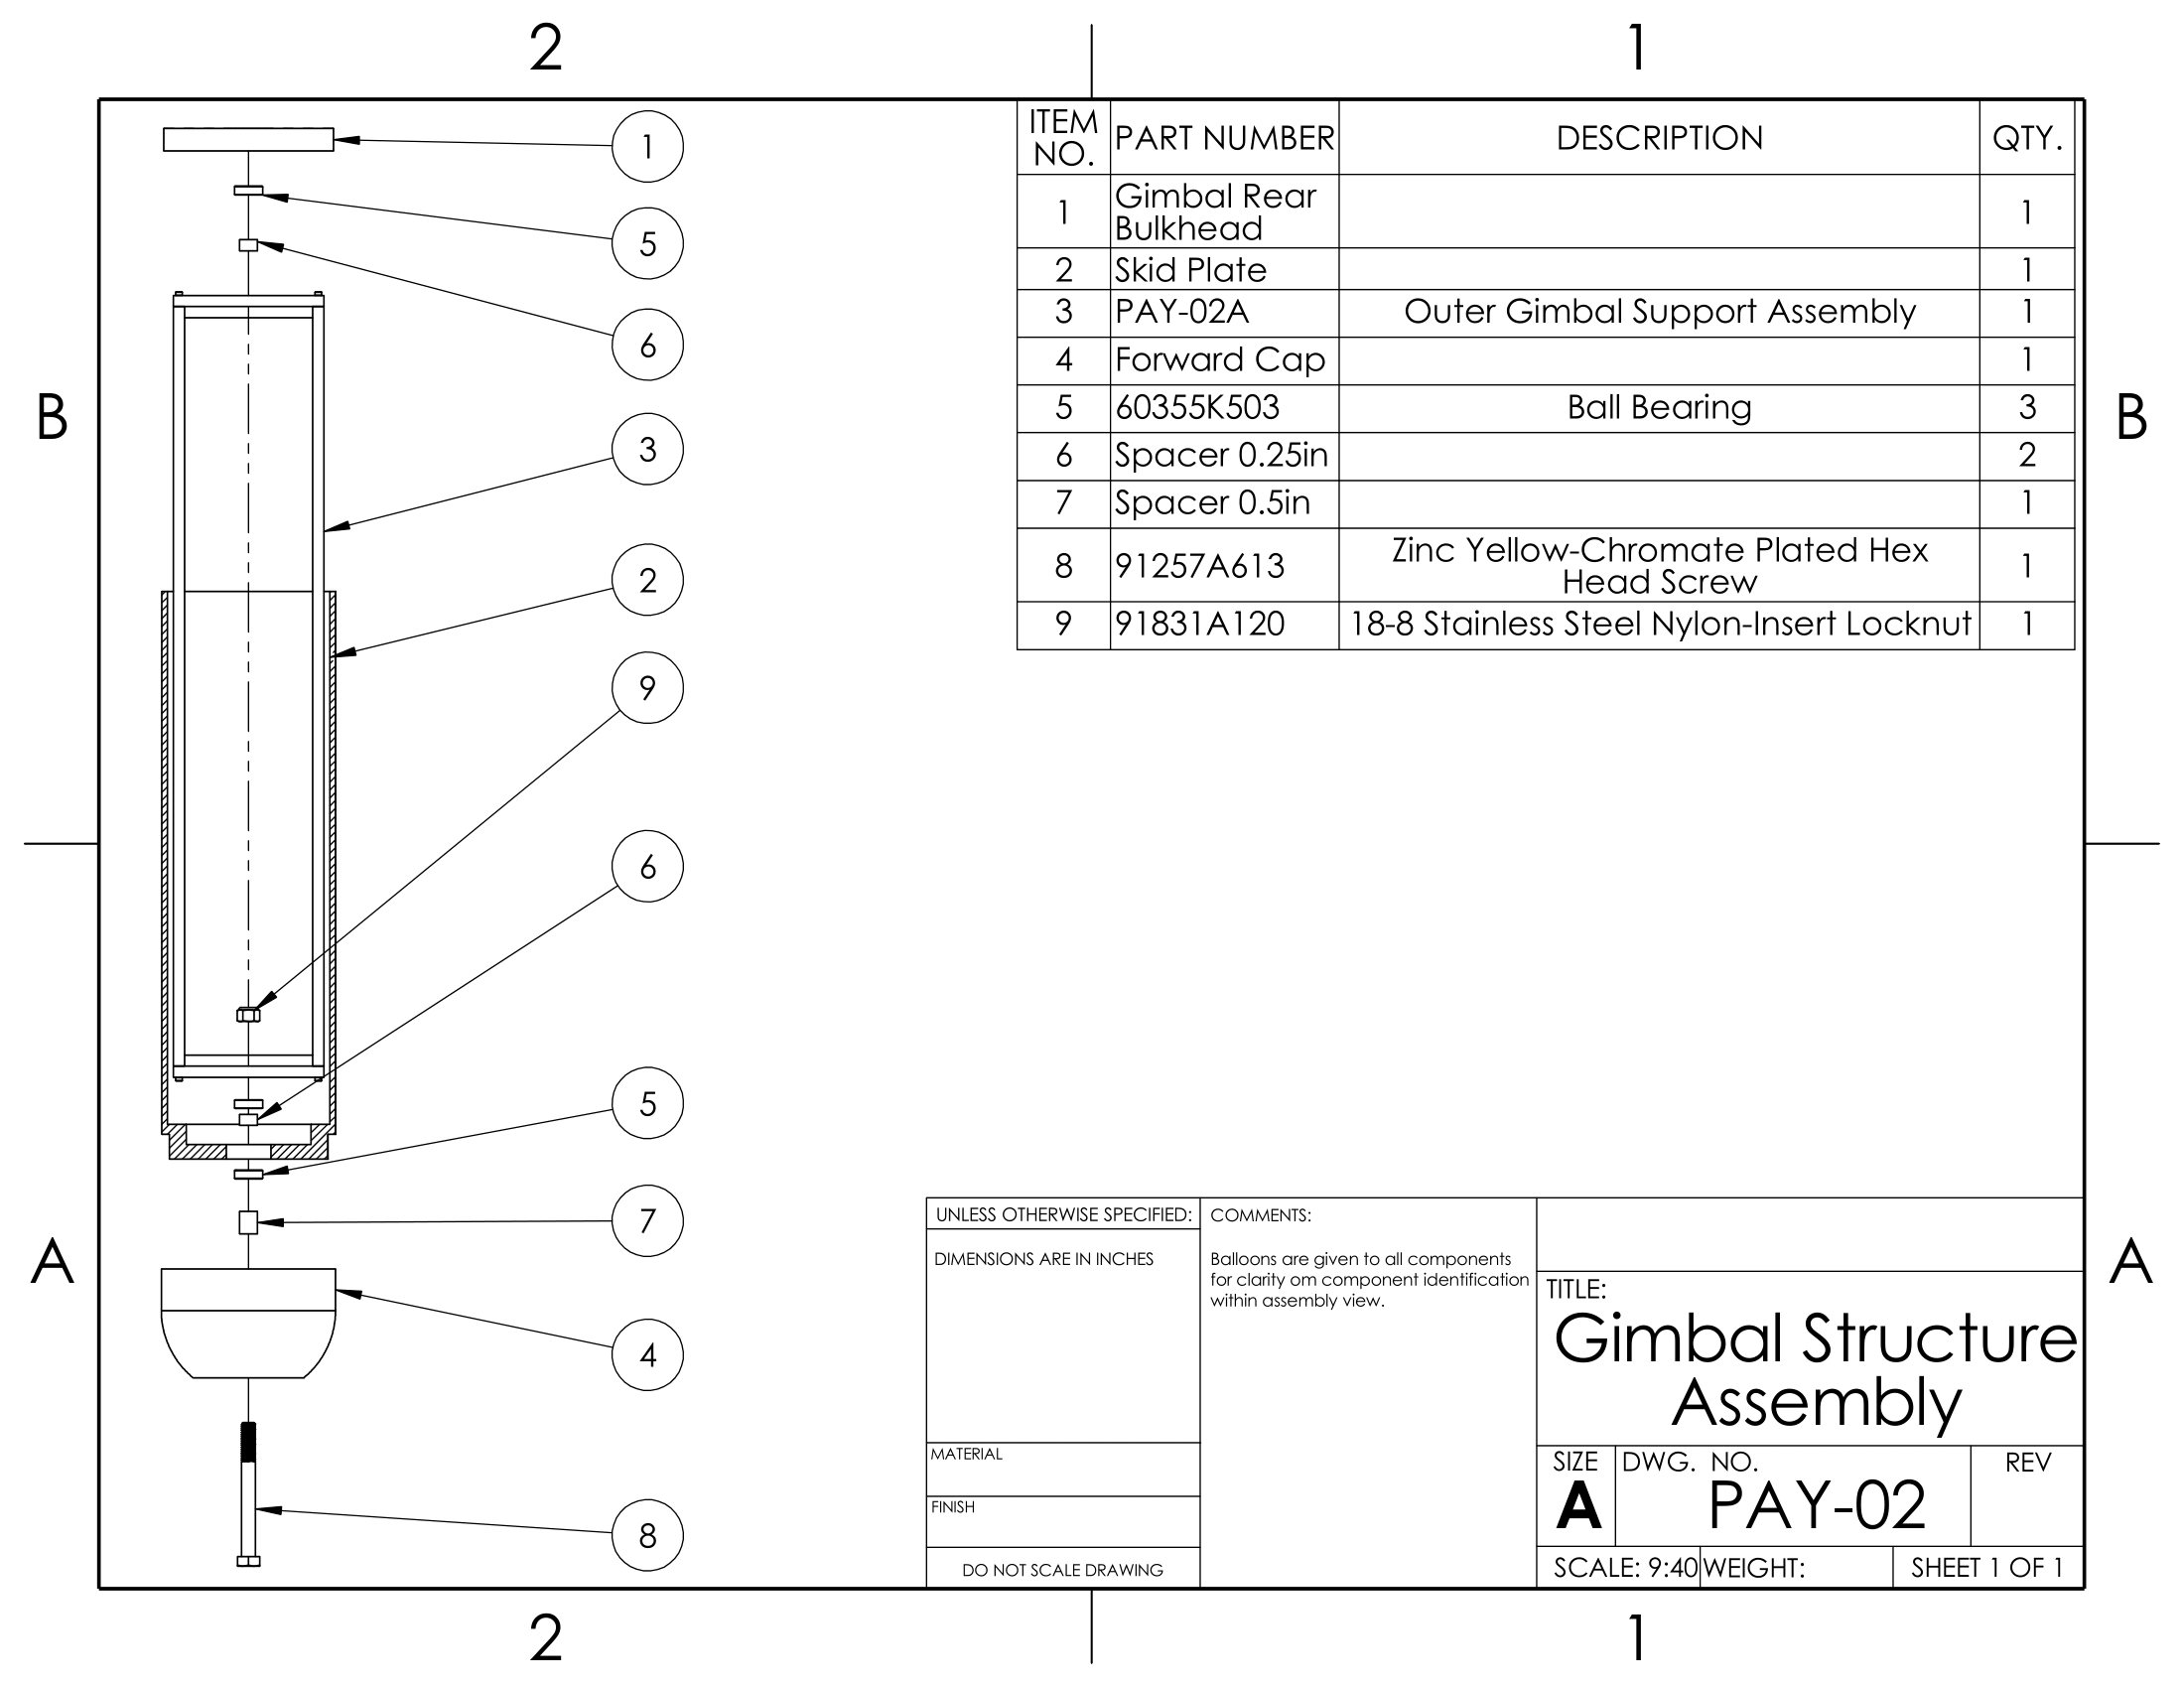 2
1
ITEM NO. PART NUMBER DESCRIPTION QTY.
1 Gimbal Rear Bulkhead 1
2 Skid Plate 1
3 PAY-02A Outer Gimbal Support Assembly 1
4 Forward Cap 1
5 60355K503 Ball Bearing 3
6 Spacer 0.25in 2
7 Spacer 0.5in 1
8 91257A613 Zinc Yellow-Chromate Plated Hex Head Screw 1
9 91831A120 18-8 Stainless Steel Nylon-Insert Locknut 1
1
5
6
3
2
9
6
5
7
4
8
B
B
A
A
UNLESS OTHERWISE SPECIFIED:
DIMENSIONS ARE IN INCHES
MATERIAL
FINISH
DO NOT SCALE DRAWING
COMMENTS:
Balloons are given to all components
for clarity om component identification
within assembly view.
TITLE:
Gimbal Structure
Assembly
SIZE
A
DWG. NO.
PAY-02
REV
SCALE: 9:40
WEIGHT:
SHEET 1 OF 1
2
1